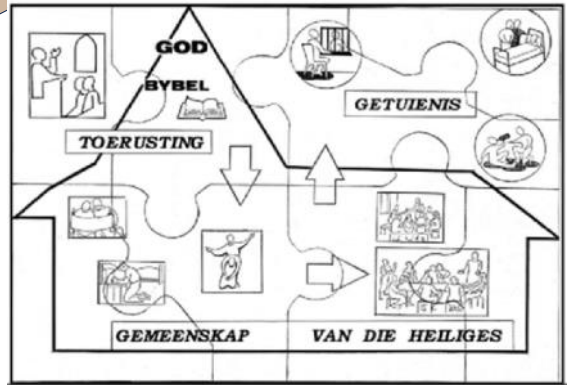 GOD
BYBEL
GETUIENIS
TOERUSTING
GEMEENSKAP VAN DIE HEILIGES